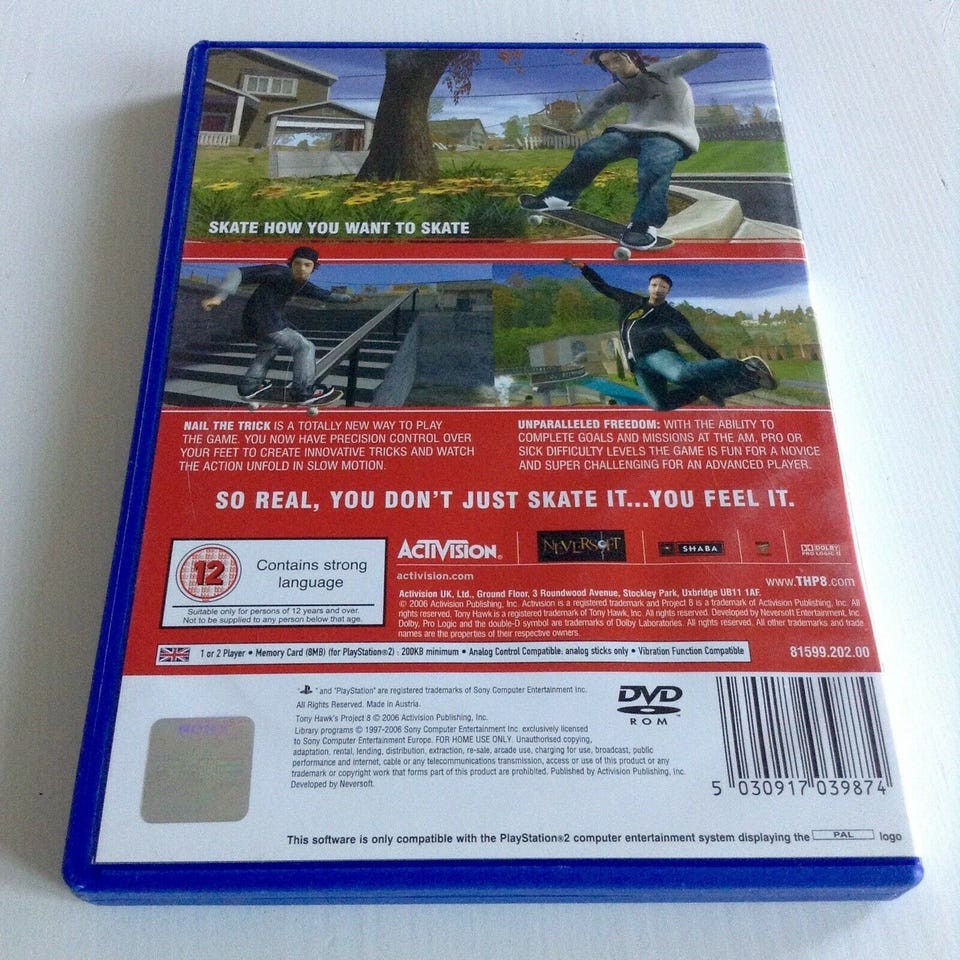 SKATE HOW YOU WANT TO SKATE
NAIL THE TRICK IS A TOTALLY NEW WAY TO PLAY
THE GAME. YOU NOW HAVE PRECISION CONTROL OVER
YOUR FEET TO CREATE INNOVATIVE TRICKS AND WATCH
THE ACTION UNFOLD IN SLOW MOTION.
UNPARALLELED FREEDOM: WITH THE ABILITY TO
COMPLETE GOALS AND MISSIONS AT THE AM, PRO OR
SICK DIFFICULTY LEVELS THE GAME IS FUN FOR A NOVICE
AND SUPER CHALLENGING FOR AN ADVANCED PLAYER.
SO REAL, YOU DON'T JUST SKATE IT...YOU FEEL IT.
12
Contains strong
language
Suitable only for persons of 12 years and over.
Not to be supplied to any person below that age.
ACTIVISION®
NEVERSOFT
SHABA
DOLBY
PRO LOGIC II
activision.com
www.THP8.com
Activision UK, Ltd., Ground Floor, 3 Roundwood Avenue, Stockley Park, Uxbridge UB11 1AF.
© 2006 Activision Publishing, Inc. Activision is a registered trademark and Project 8 is a trademark of Activision Publishing, Inc. All
rights reserved. Tony Hawk is a registered trademark of Tony Hawk, Inc. All rights reserved. Developed by Neversoft Entertainment, Inc.
Dolby, Pro Logic and the double-D symbol are trademarks of Dolby Laboratories. All rights reserved. All other trademarks and trade
names are the properties of their respective owners.
1 or 2 Player • Memory Card (8MB) (for PlayStation®2) : 200KB minimum • Analog Control Compatible: analog sticks only • Vibration Function Compatible
81599.202.00
" and "PlayStation" are registered trademarks of Sony Computer Entertainment Inc.
All Rights Reserved. Made in Austria.
Tony Hawk's Project 8 © 2006 Activision Publishing, Inc.
Library programs © 1997-2006 Sony Computer Entertainment Inc. exclusively licensed
to Sony Computer Entertainment Europe. FOR HOME USE ONLY. Unauthorised copying,
adaptation, rental, lending, distribution, extraction, re-sale, arcade use, charging for use, broadcast, public
performance and internet, cable or any telecommunications transmission, access or use of this product or any
trademark or copyright work that forms part of this product are prohibited. Published by Activision Publishing, Inc.
Developed by Neversoft.
DVD
ROM
5 030917 039874
This software is only compatible with the PlayStation®2 computer entertainment system displaying the PAL logo